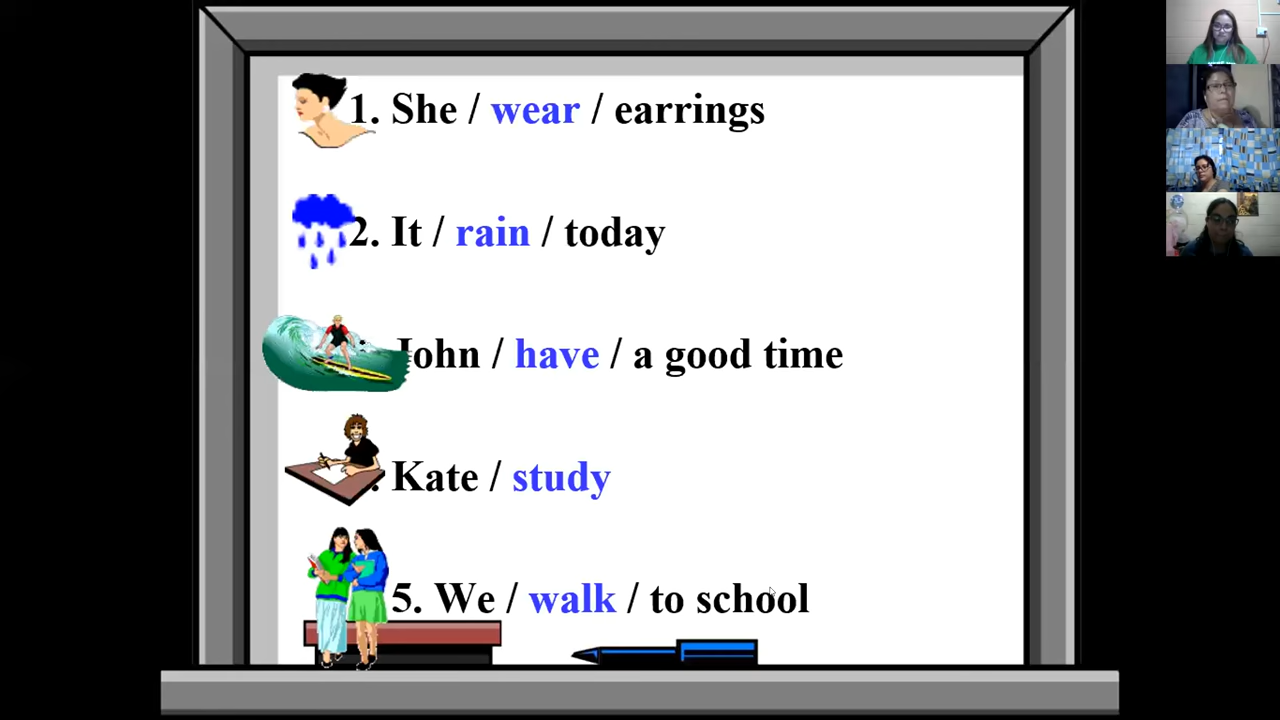 1. She / wear / earrings
2. It / rain / today
John / have / a good time
Kate / study
5. We / walk / to school